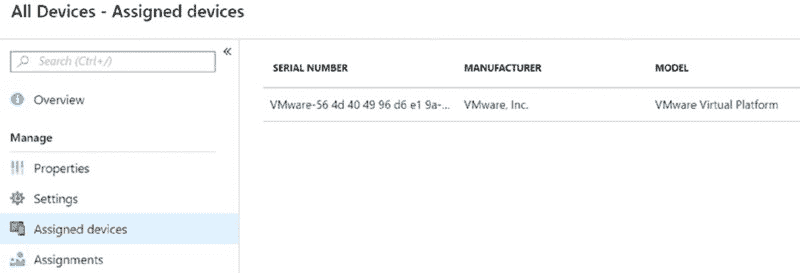 All Devices - Assigned devices
Search (Ctrl+/)
«
Overview
Manage
Properties
Settings
Assigned devices
Assignments
SERIAL NUMBER MANUFACTURER MODEL
VMware-56 4d 40 49 96 d6 e1 9a-... VMware, Inc. VMware Virtual Platform